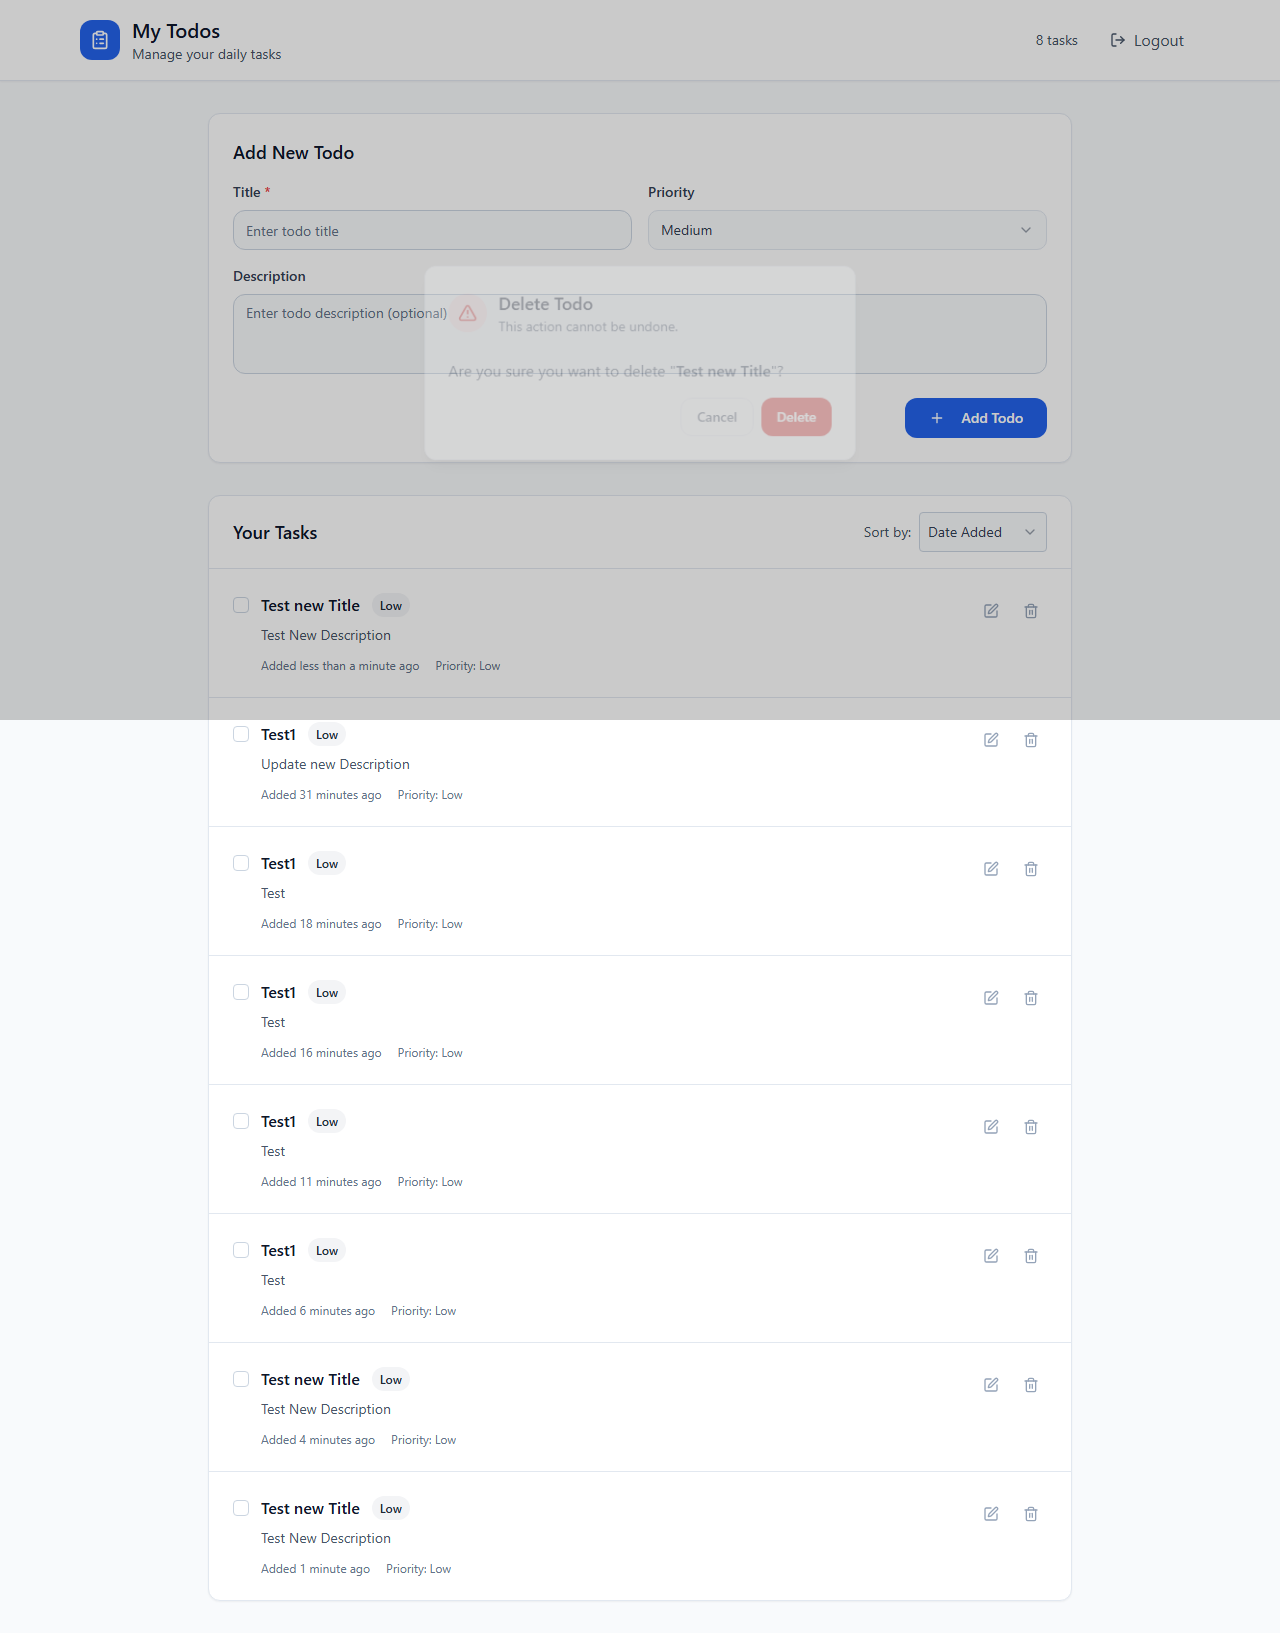 My Todos
Manage your daily tasks
8 tasks
Logout
Add New Todo
Title *
Priority
Enter todo title
Medium
Description
Enter todo description (optional)
Delete Todo
This action cannot be undone.
Are you sure you want to delete "Test new Title"?
Cancel
Delete
Add Todo
Your Tasks
Sort by:
Date Added
Test new Title
Low
Test New Description
Added less than a minute ago
Priority: Low
Test1
Low
Update new Description
Added 31 minutes ago
Priority: Low
Test1
Low
Test
Added 18 minutes ago
Priority: Low
Test1
Low
Test
Added 16 minutes ago
Priority: Low
Test1
Low
Test
Added 11 minutes ago
Priority: Low
Test1
Low
Test
Added 6 minutes ago
Priority: Low
Test new Title
Low
Test New Description
Added 4 minutes ago
Priority: Low
Test new Title
Low
Test New Description
Added 1 minute ago
Priority: Low